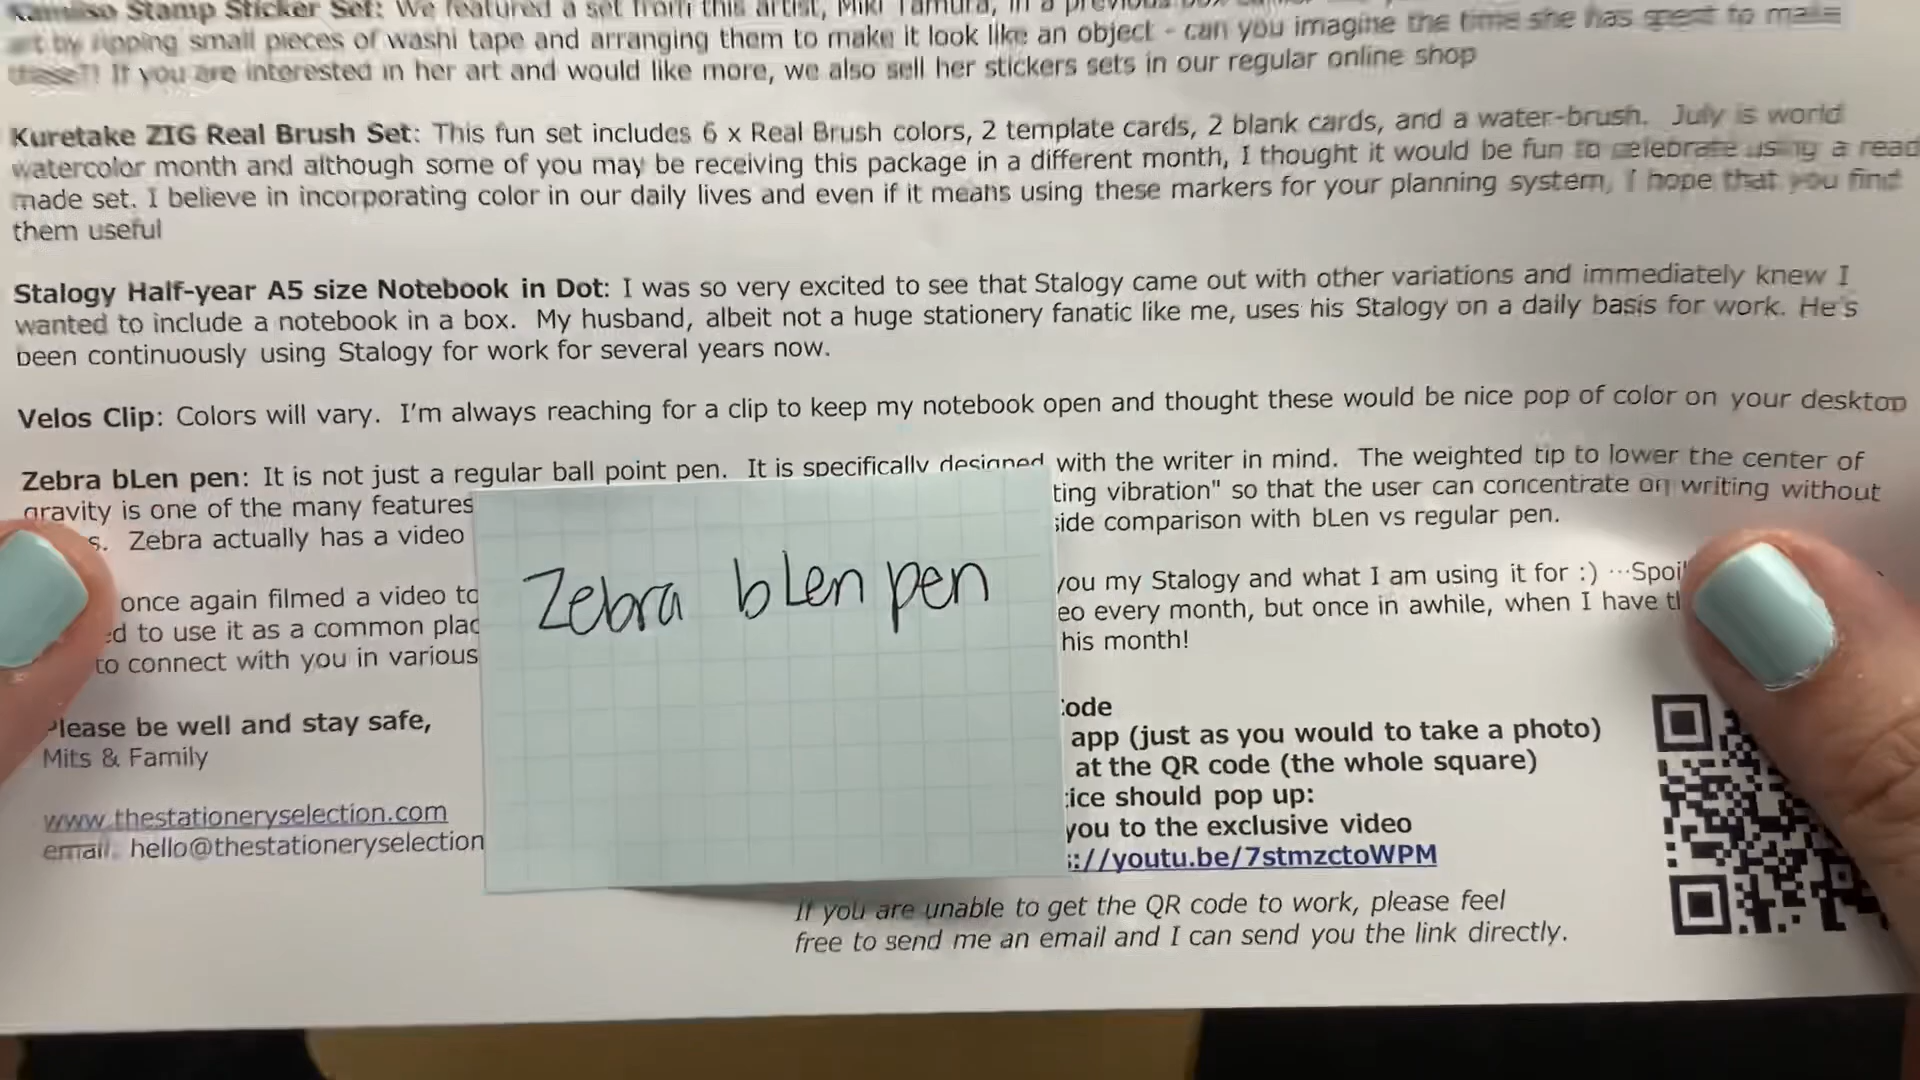 Stamp Sticker Set: We featured a set from this artist, Miki Tamura, in a previous box
art by ripping small pieces of washi tape and arranging them to make it look like an object - can you imagine the time she has spent to make
these?! If you are interested in her art and would like more, we also sell her stickers sets in our regular online shop
Kuretake ZIG Real Brush Set: This fun set includes 6 x Real Brush colors, 2 template cards, 2 blank cards, and a water-brush. July is world
watercolor month and although some of you may be receiving this package in a different month, I thought it would be fun to celebrate using a read
made set. I believe in incorporating color in our daily lives and even if it means using these markers for your planning system, I hope that you find
them useful
Stalogy Half-year A5 size Notebook in Dot: I was so very excited to see that Stalogy came out with other variations and immediately knew I
wanted to include a notebook in a box. My husband, albeit not a huge stationery fanatic like me, uses his Stalogy on a daily basis for work. He's
been continuously using Stalogy for work for several years now.
Velos Clip: Colors will vary. I'm always reaching for a clip to keep my notebook open and thought these would be nice pop of color on your desktop
Zebra bLen pen: It is not just a regular ball point pen. It is specifically designed with the writer in mind. The weighted tip to lower the center of
gravity is one of the many features ting vibration" so that the user can concentrate on writing without
s. Zebra actually has a video side comparison with bLen vs regular pen.
Zebra bLen pen
once again filmed a video to you my Stalogy and what I am using it for :) ...Spoil
ed to use it as a common plac eo every month, but once in awhile, when I have t
to connect with you in various his month!
Please be well and stay safe,
Mits & Family
www.thestationeryselection.com
email: hello@thestationeryselection
ode
app (just as you would to take a photo)
at the QR code (the whole square)
ice should pop up:
you to the exclusive video
://youtu.be/7stmzctoWPM
If you are unable to get the QR code to work, please feel
free to send me an email and I can send you the link directly.